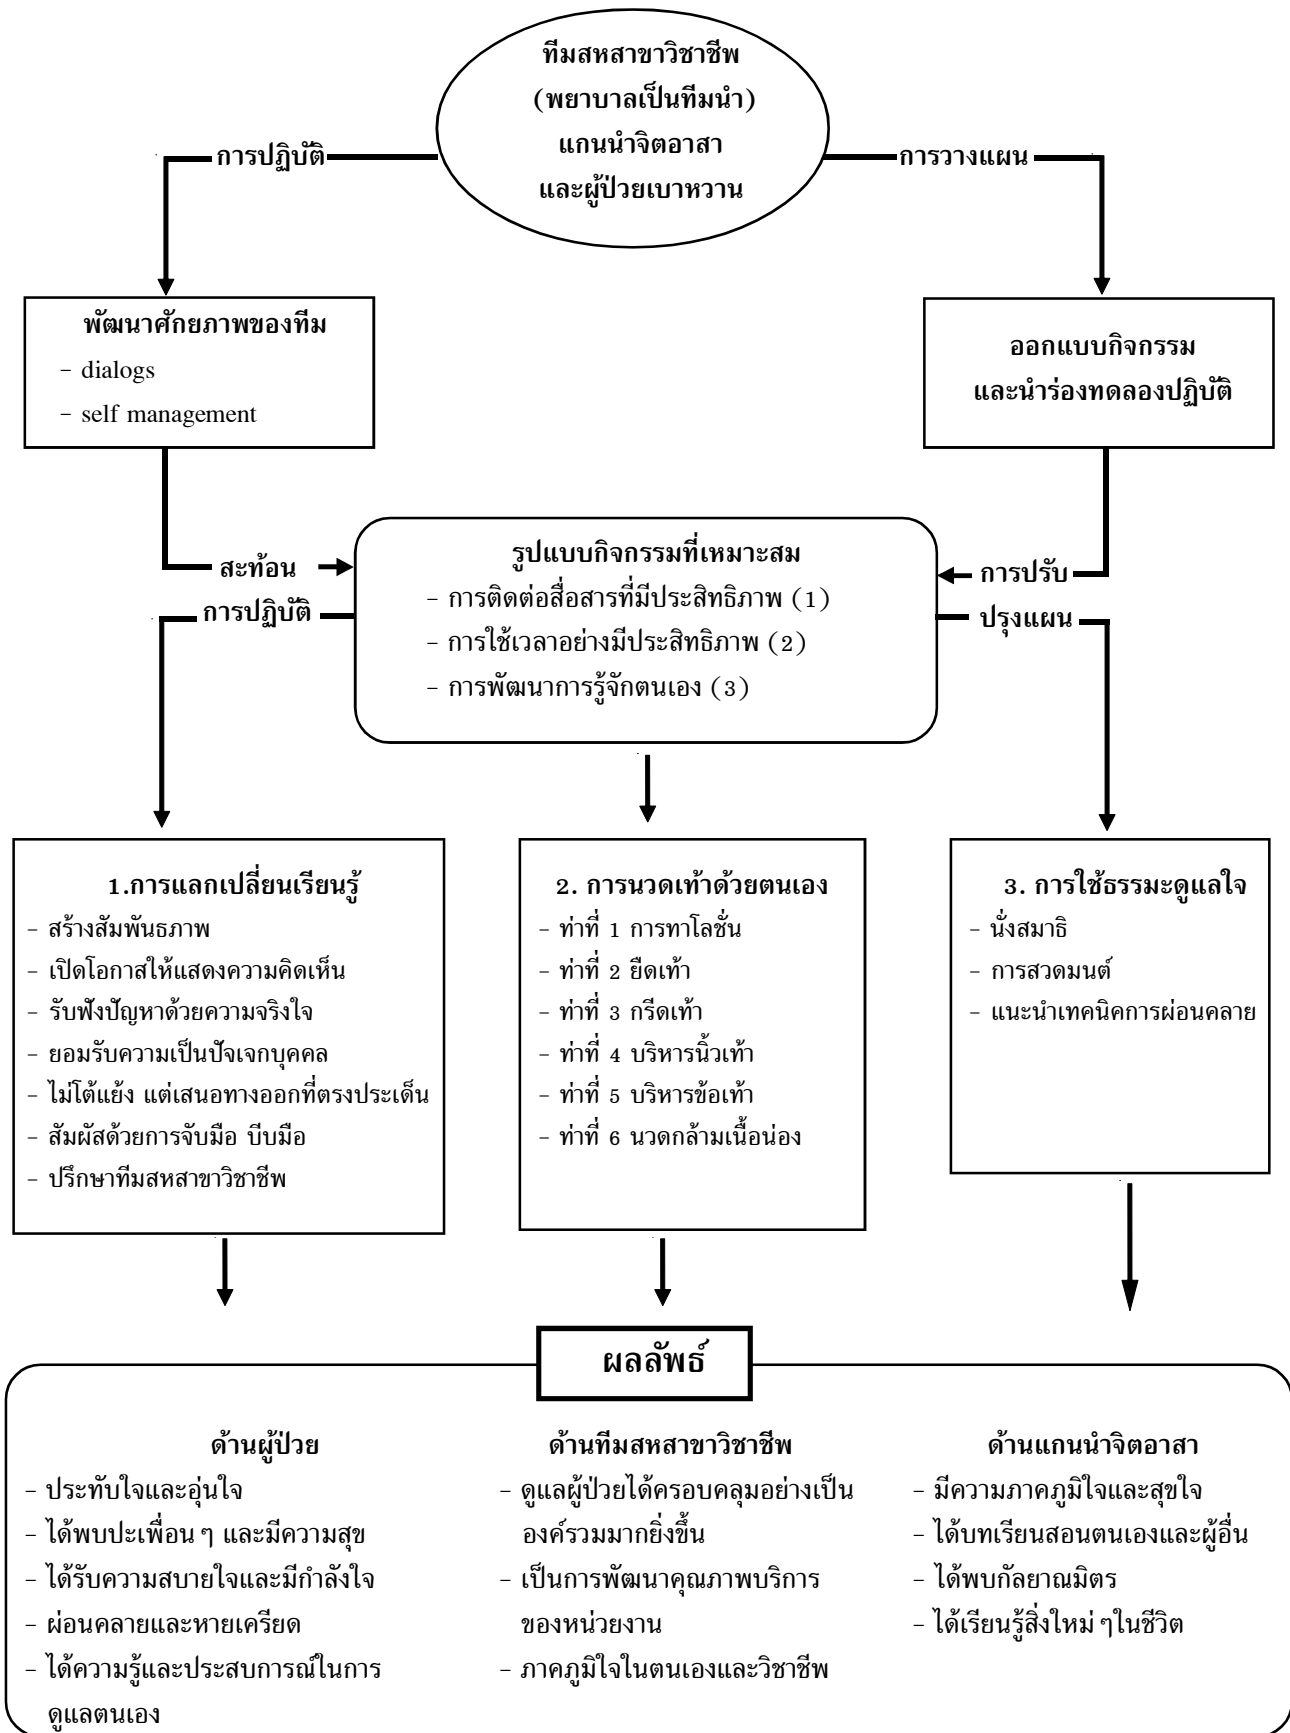 ทีมสหสาขาวิชาชีพ
(พยาบาลเป็นทีมนำ)
แกนนำจิตอาสา
และผู้ป่วยเบาหวาน
การปฏิบัติ
การวางแผน
พัฒนาศักยภาพของทีม
- dialogs
- self management
ออกแบบกิจกรรม
และนำร่องทดลองปฏิบัติ
สะท้อน
การปฏิบัติ
รูปแบบกิจกรรมที่เหมาะสม
- การติดต่อสื่อสารที่มีประสิทธิภาพ (1)
- การใช้เวลาอย่างมีประสิทธิภาพ (2)
- การพัฒนาการรู้จักตนเอง (3)
การปรับ
ปรุงแผน
1.การแลกเปลี่ยนเรียนรู้
- สร้างสัมพันธภาพ
- เปิดโอกาสให้แสดงความคิดเห็น
- รับฟังปัญหาด้วยความจริงใจ
- ยอมรับความเป็นปัจเจกบุคคล
- ไม่โต้แย้ง แต่เสนอทางออกที่ตรงประเด็น
- สัมผัสด้วยการจับมือ บีบมือ
- ปรึกษาทีมสหสาขาวิชาชีพ
2. การนวดเท้าด้วยตนเอง
- ท่าที่ 1 การทาโลชั่น
- ท่าที่ 2 ยืดเท้า
- ท่าที่ 3 กรีดเท้า
- ท่าที่ 4 บริหารนิ้วเท้า
- ท่าที่ 5 บริหารข้อเท้า
- ท่าที่ 6 นวดกล้ามเนื้อน่อง
3. การใช้ธรรมะดูแลใจ
- นั่งสมาธิ
- การสวดมนต์
- แนะนำเทคนิคการผ่อนคลาย
ผลลัพธ์
ด้านผู้ป่วย
- ประทับใจและอุ่นใจ
- ได้พบปะเพื่อน ๆ และมีความสุข
- ได้รับความสบายใจและมีกำลังใจ
- ผ่อนคลายและหายเครียด
- ได้ความรู้และประสบการณ์ในการ
ดูแลตนเอง
ด้านทีมสหสาขาวิชาชีพ
- ดูแลผู้ป่วยได้ครอบคลุมอย่างเป็น
องค์รวมมากยิ่งขึ้น
- เป็นการพัฒนาคุณภาพบริการ
ของหน่วยงาน
- ภาคภูมิใจในตนเองและวิชาชีพ
ด้านแกนนำจิตอาสา
- มีความภาคภูมิใจและสุขใจ
- ได้บทเรียนสอนตนเองและผู้อื่น
- ได้พบกัลยาณมิตร
- ได้เรียนรู้สิ่งใหม่ ๆในชีวิต